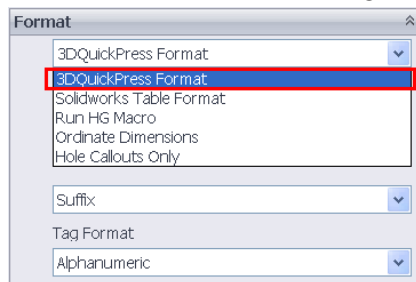 Format
3DQuickPress Format
3DQuickPress Format
Solidworks Table Format
Run HG Macro
Ordinate Dimensions
Hole Callouts Only
Suffix
Tag Format
Alphanumeric